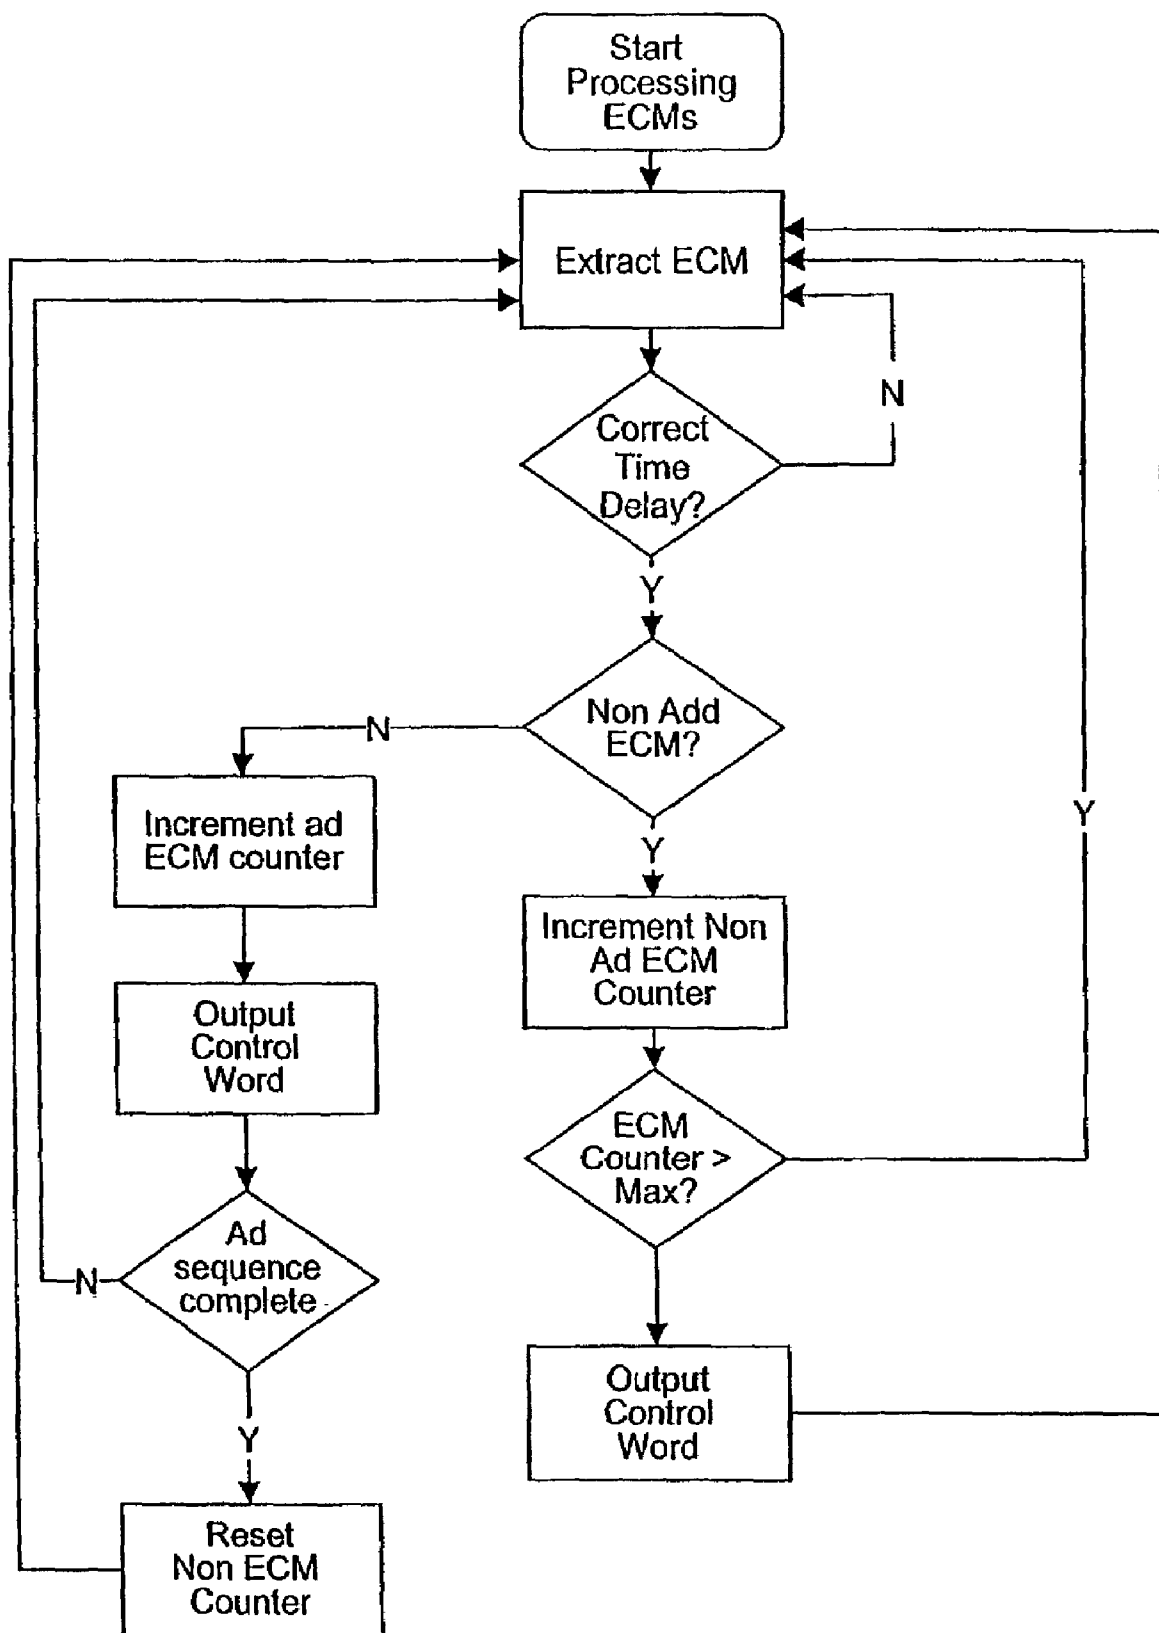 Start
Processing
ECMs
Extract ECM
N
Correct
Time
Delay?
Y
Non Add
ECM?
N
Increment ad
ECM counter
Y
Y
Increment Non
Ad ECM
Counter
Output
Control
Word
ECM
Counter >
Max?
Ad
sequence
complete
N
Output
Control
Word
Y
Reset
Non ECM
Counter